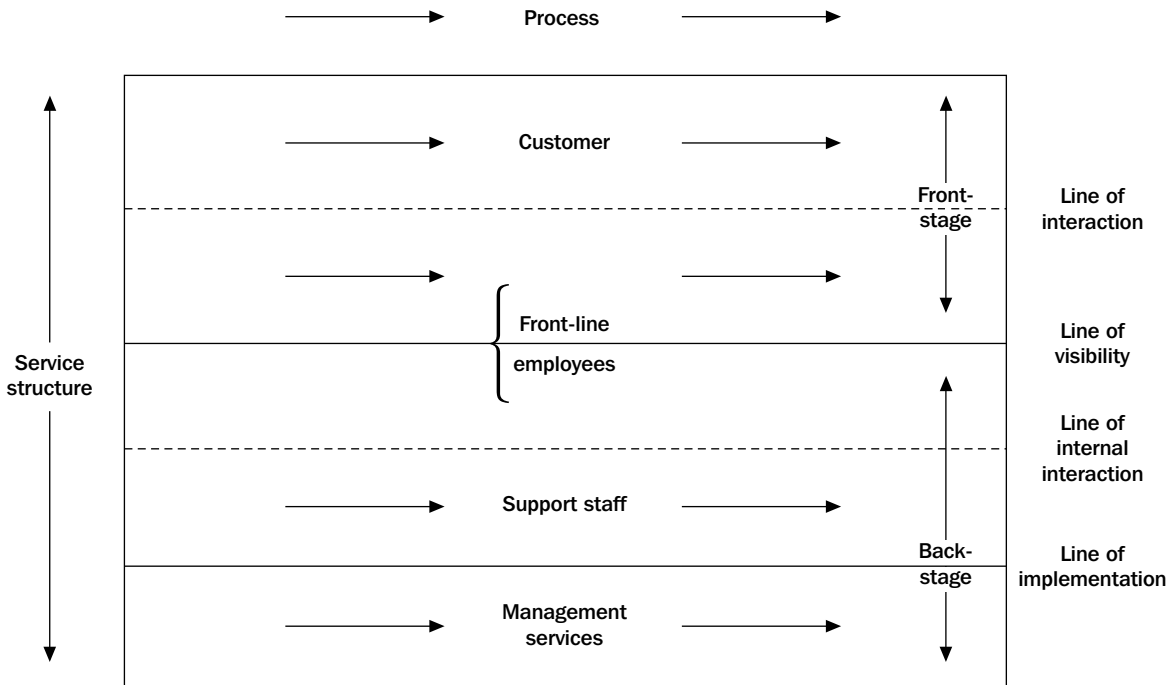 Process
Customer
Front-
stage
Line of
interaction
Front-line
employees
Line of
visibility
Service
structure
Line of
internal
interaction
Support staff
Back-
stage
Line of
implementation
Management
services